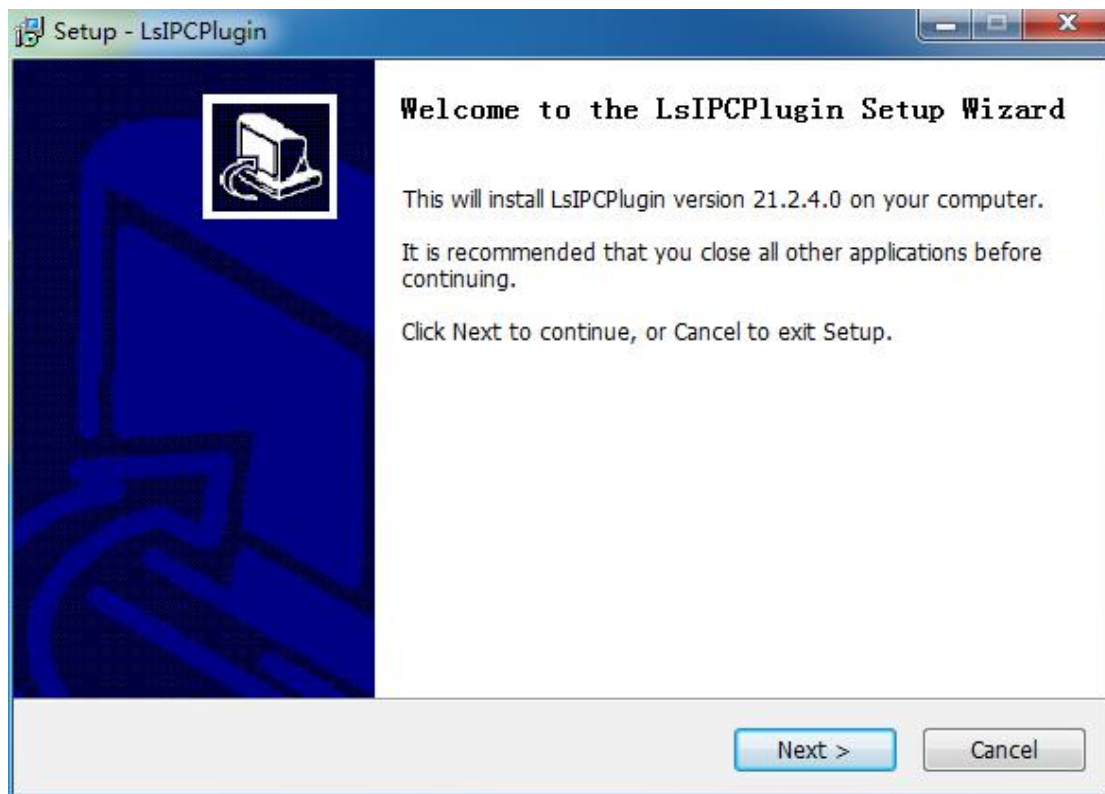 Setup - LsIPCPlugin
Welcome to the LsIPCPlugin Setup Wizard
This will install LsIPCPlugin version 21.2.4.0 on your computer.
It is recommended that you close all other applications before
continuing.
Click Next to continue, or Cancel to exit Setup.
Next >
Cancel